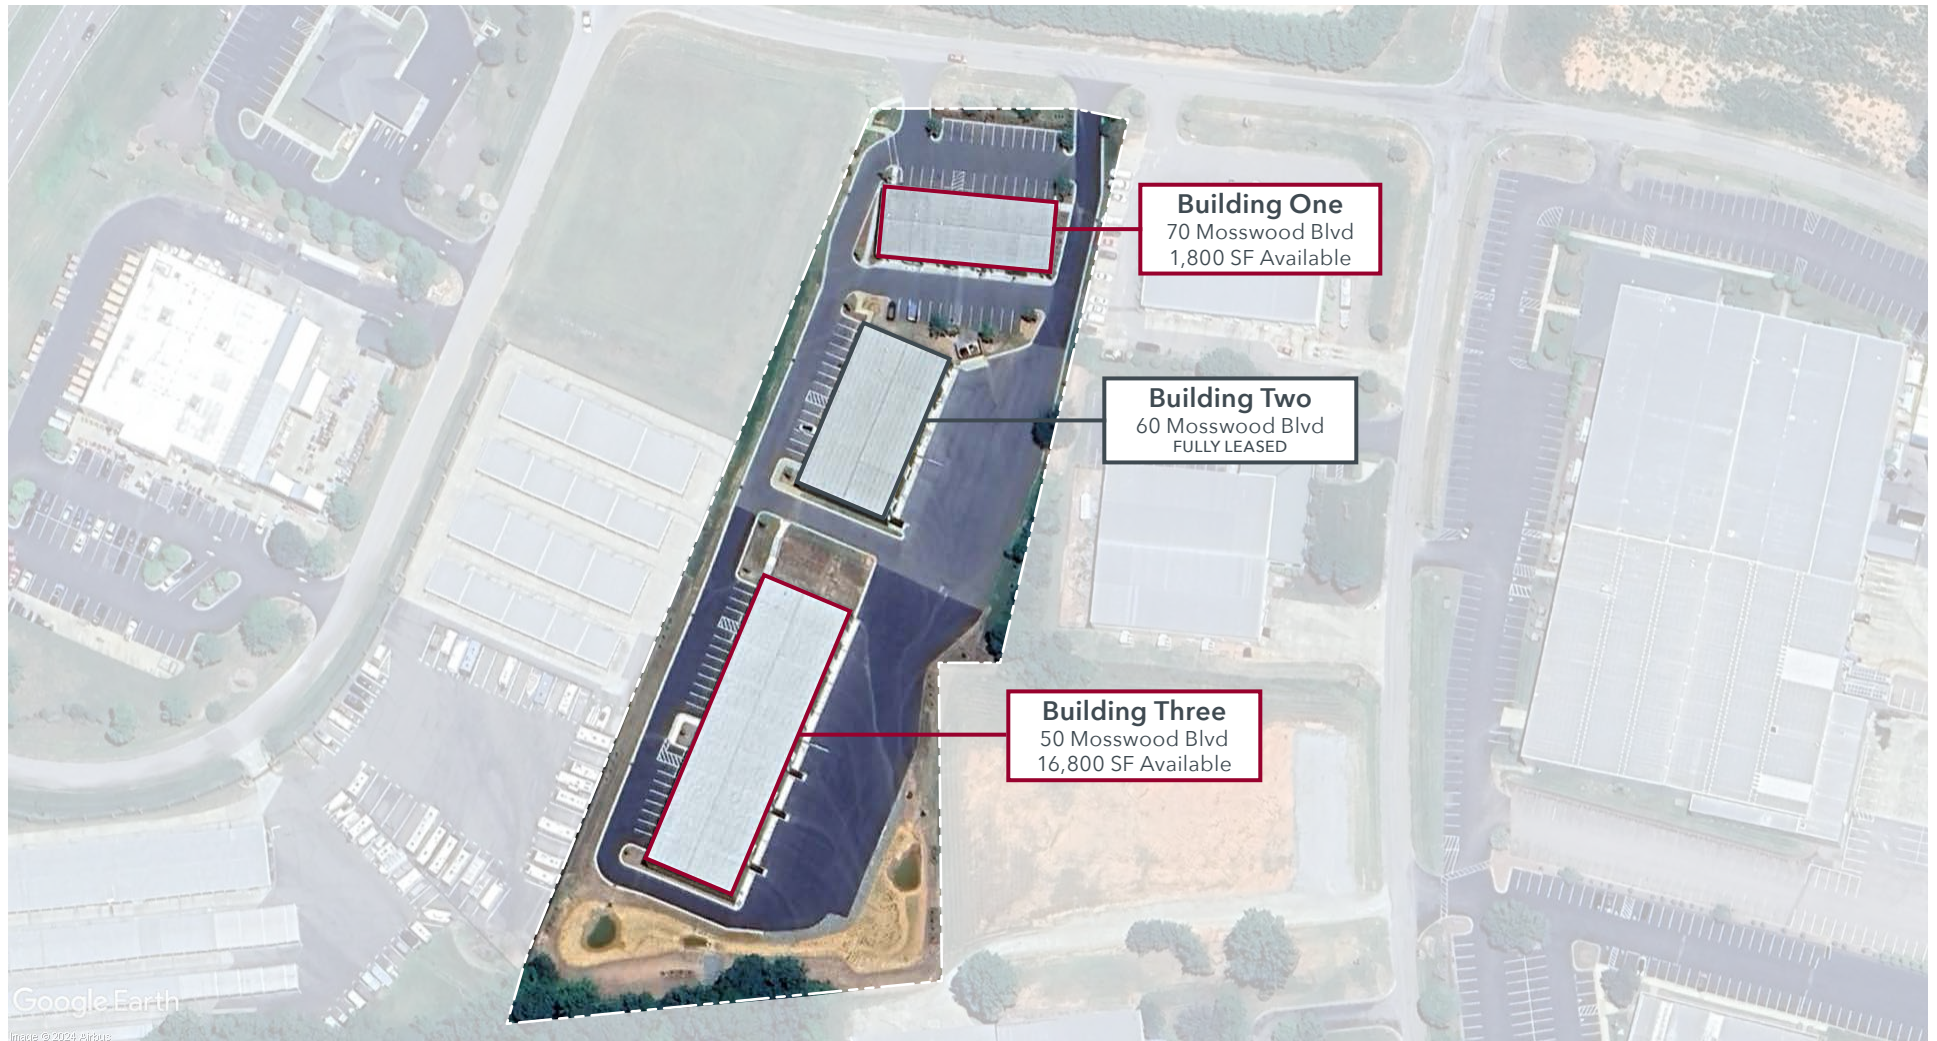 Building One
70 Mosswood Blvd
1,800 SF Available
Building Two
60 Mosswood Blvd
FULLY LEASED
Building Three
50 Mosswood Blvd
16,800 SF Available
Google Earth
Image © 2024 Airbus